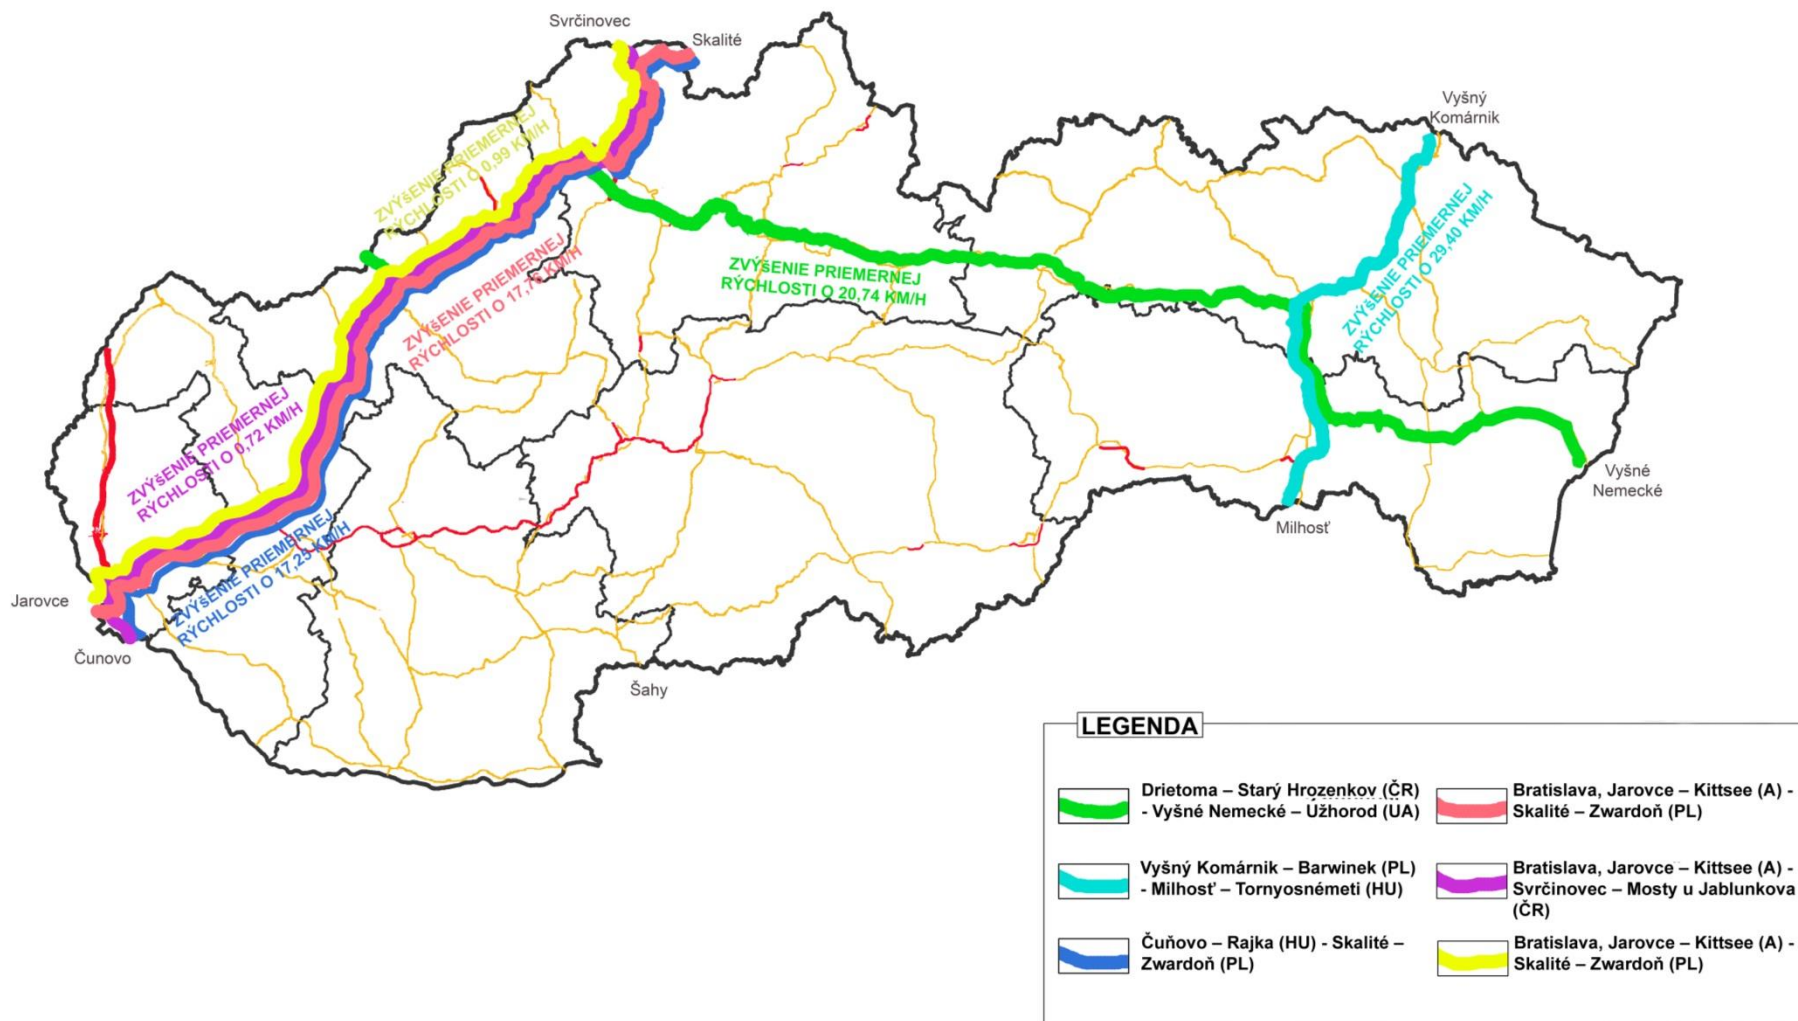 Svrčinovec
Skalité
Vyšný
Komárnik
ZVÝšENIE PRIEMERNEJ
RÝCHLOSTI O 0,99 KM/H
ZVÝšENIE PRIEMERNEJ
RÝCHLOSTI O 29,40 KM/H
ZVÝšENIE PRIEMERNEJ
RÝCHLOSTI O 20,74 KM/H
ZVÝšENIE PRIEMERNEJ
RÝCHLOSTI O 17,76 KM/H
ZVÝšENIE PRIEMERNEJ
RÝCHLOSTI O 0,72 KM/H
Vyšné
Nemecké
Milhosť
ZVÝšENIE PRIEMERNEJ
RÝCHLOSTI O 17,25 KM/H
Jarovce
Čunovo
Šahy
LEGENDA
Drietoma – Starý Hrozenkov (ČR)
- Vyšné Nemecké – Užhorod (UA)
Bratislava, Jarovce – Kittsee (A) -
Skalité – Zwardoň (PL)
Vyšný Komárnik – Barwinek (PL)
- Milhosť – Tornyosnémeti (HU)
Bratislava, Jarovce – Kittsee (A) -
Svrčinovec – Mosty u Jablunkova
(ČR)
Čuňovo – Rajka (HU) - Skalité –
Zwardoň (PL)
Bratislava, Jarovce – Kittsee (A) -
Skalité – Zwardoň (PL)